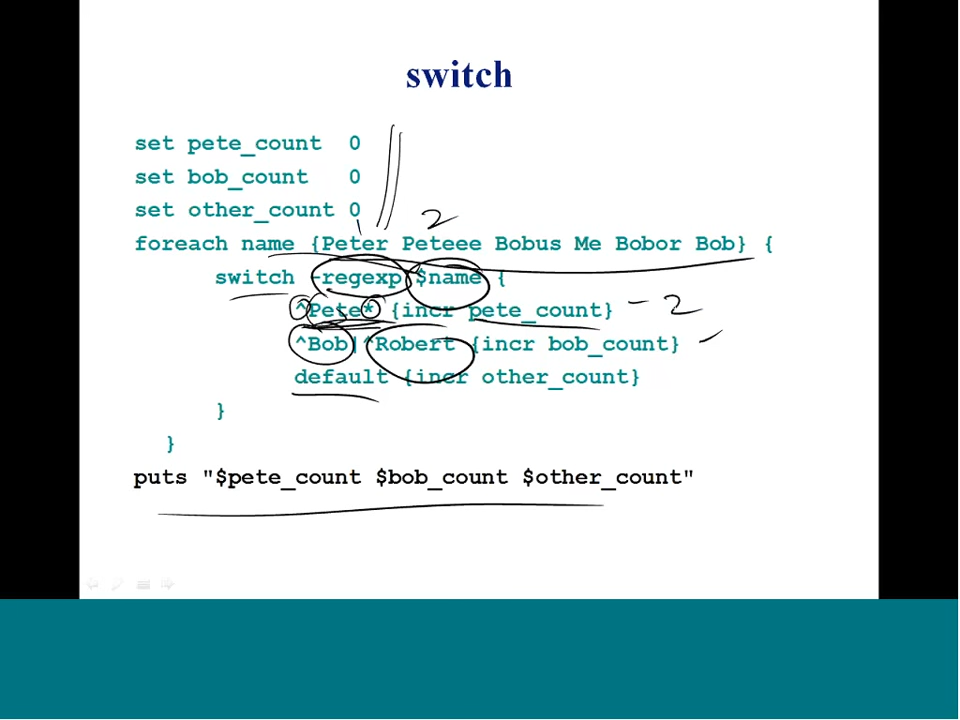 switch
set pete_count 0
set bob_count 0
set other_count 0
2
foreach name {Peter Peteee Bobus Me Bobor Bob} {
switch -regexp $name {
^Pete* {incr pete_count} - 2
^Bob|^Robert {incr bob_count}
default {incr other_count}
}
}
puts "$pete_count $bob_count $other_count"